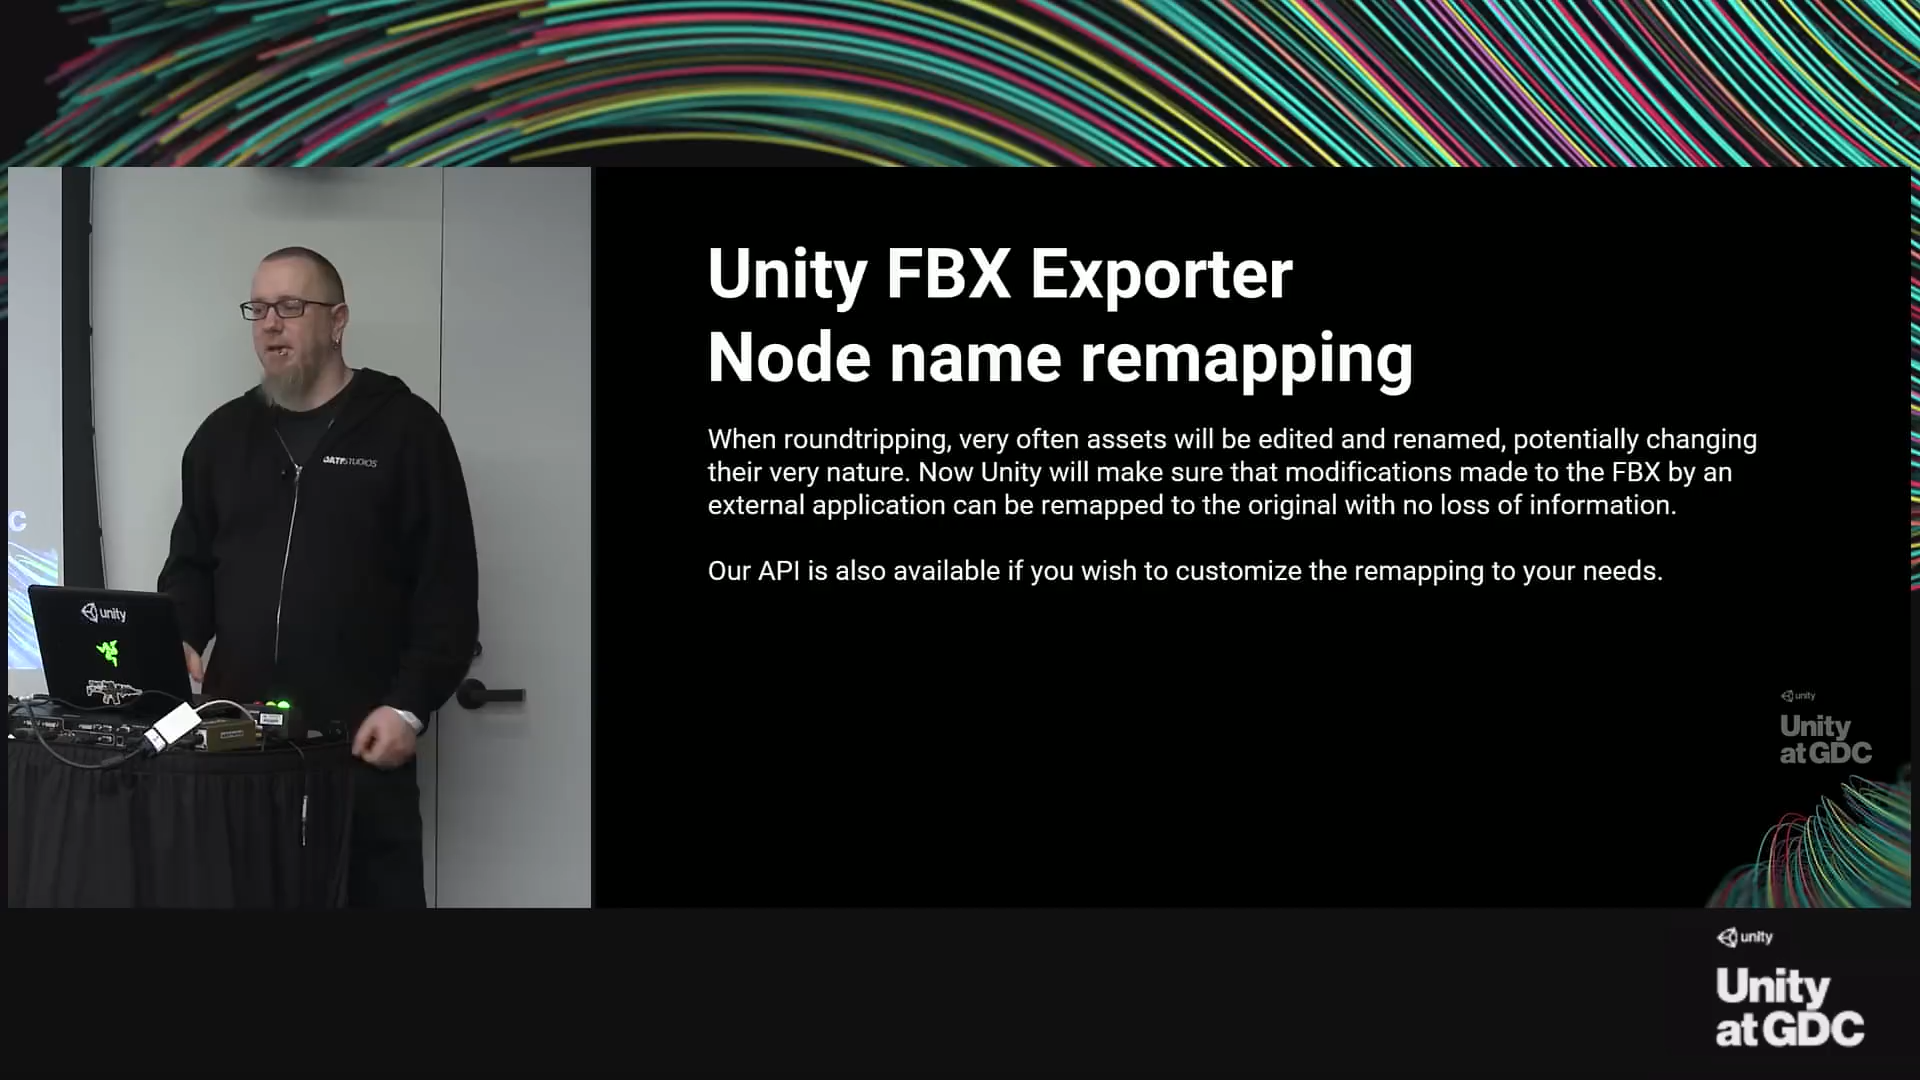 Unity FBX Exporter
Node name remapping
When roundtripping, very often assets will be edited and renamed, potentially changing
their very nature. Now Unity will make sure that modifications made to the FBX by an
external application can be remapped to the original with no loss of information.
Our API is also available if you wish to customize the remapping to your needs.
OATS STUDIOS
C
unity
unity
Unity
at GDC
unity
Unity
at GDC